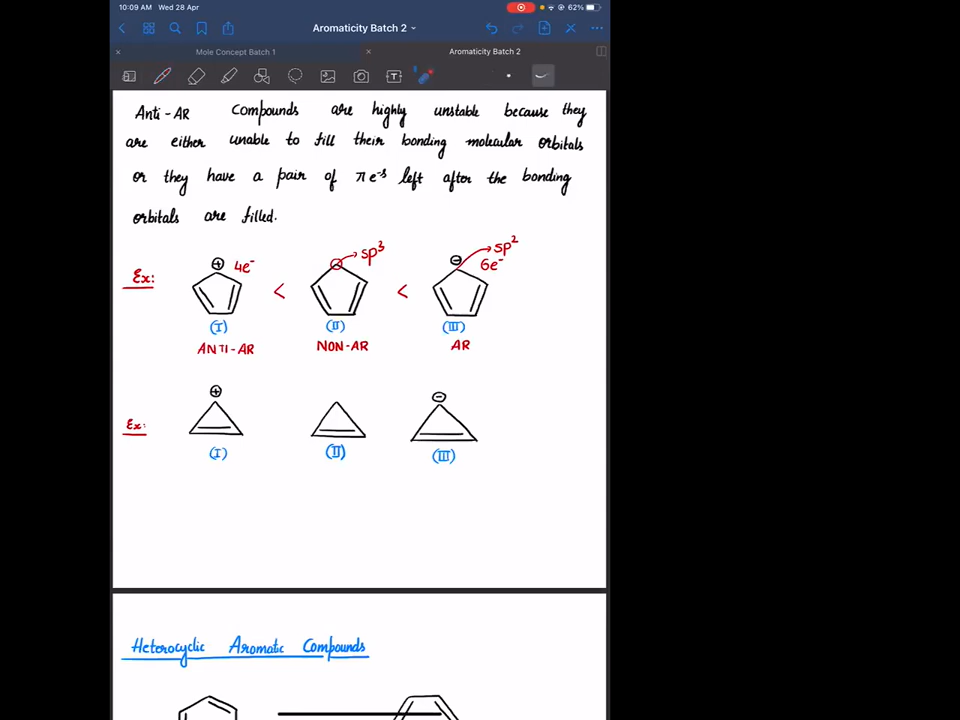 10:09 AM Wed 28 Apr
62%
Aromaticity Batch 2
Mole Concept Batch 1
Aromaticity Batch 2
Anti-AR Compounds are highly unstable because they
are either unable to fill their bonding molecular orbitals
or they have a pair of π e⁻s left after the bonding
orbitals are filled.
Ex: ⊕ 4e⁻ < sp³ < ⊖ sp² 6e⁻
(I) (II) (III)
ANTI-AR NON-AR AR
Ex: ⊕ ⊖
(I) (II) (III)
Heterocyclic Aromatic Compounds